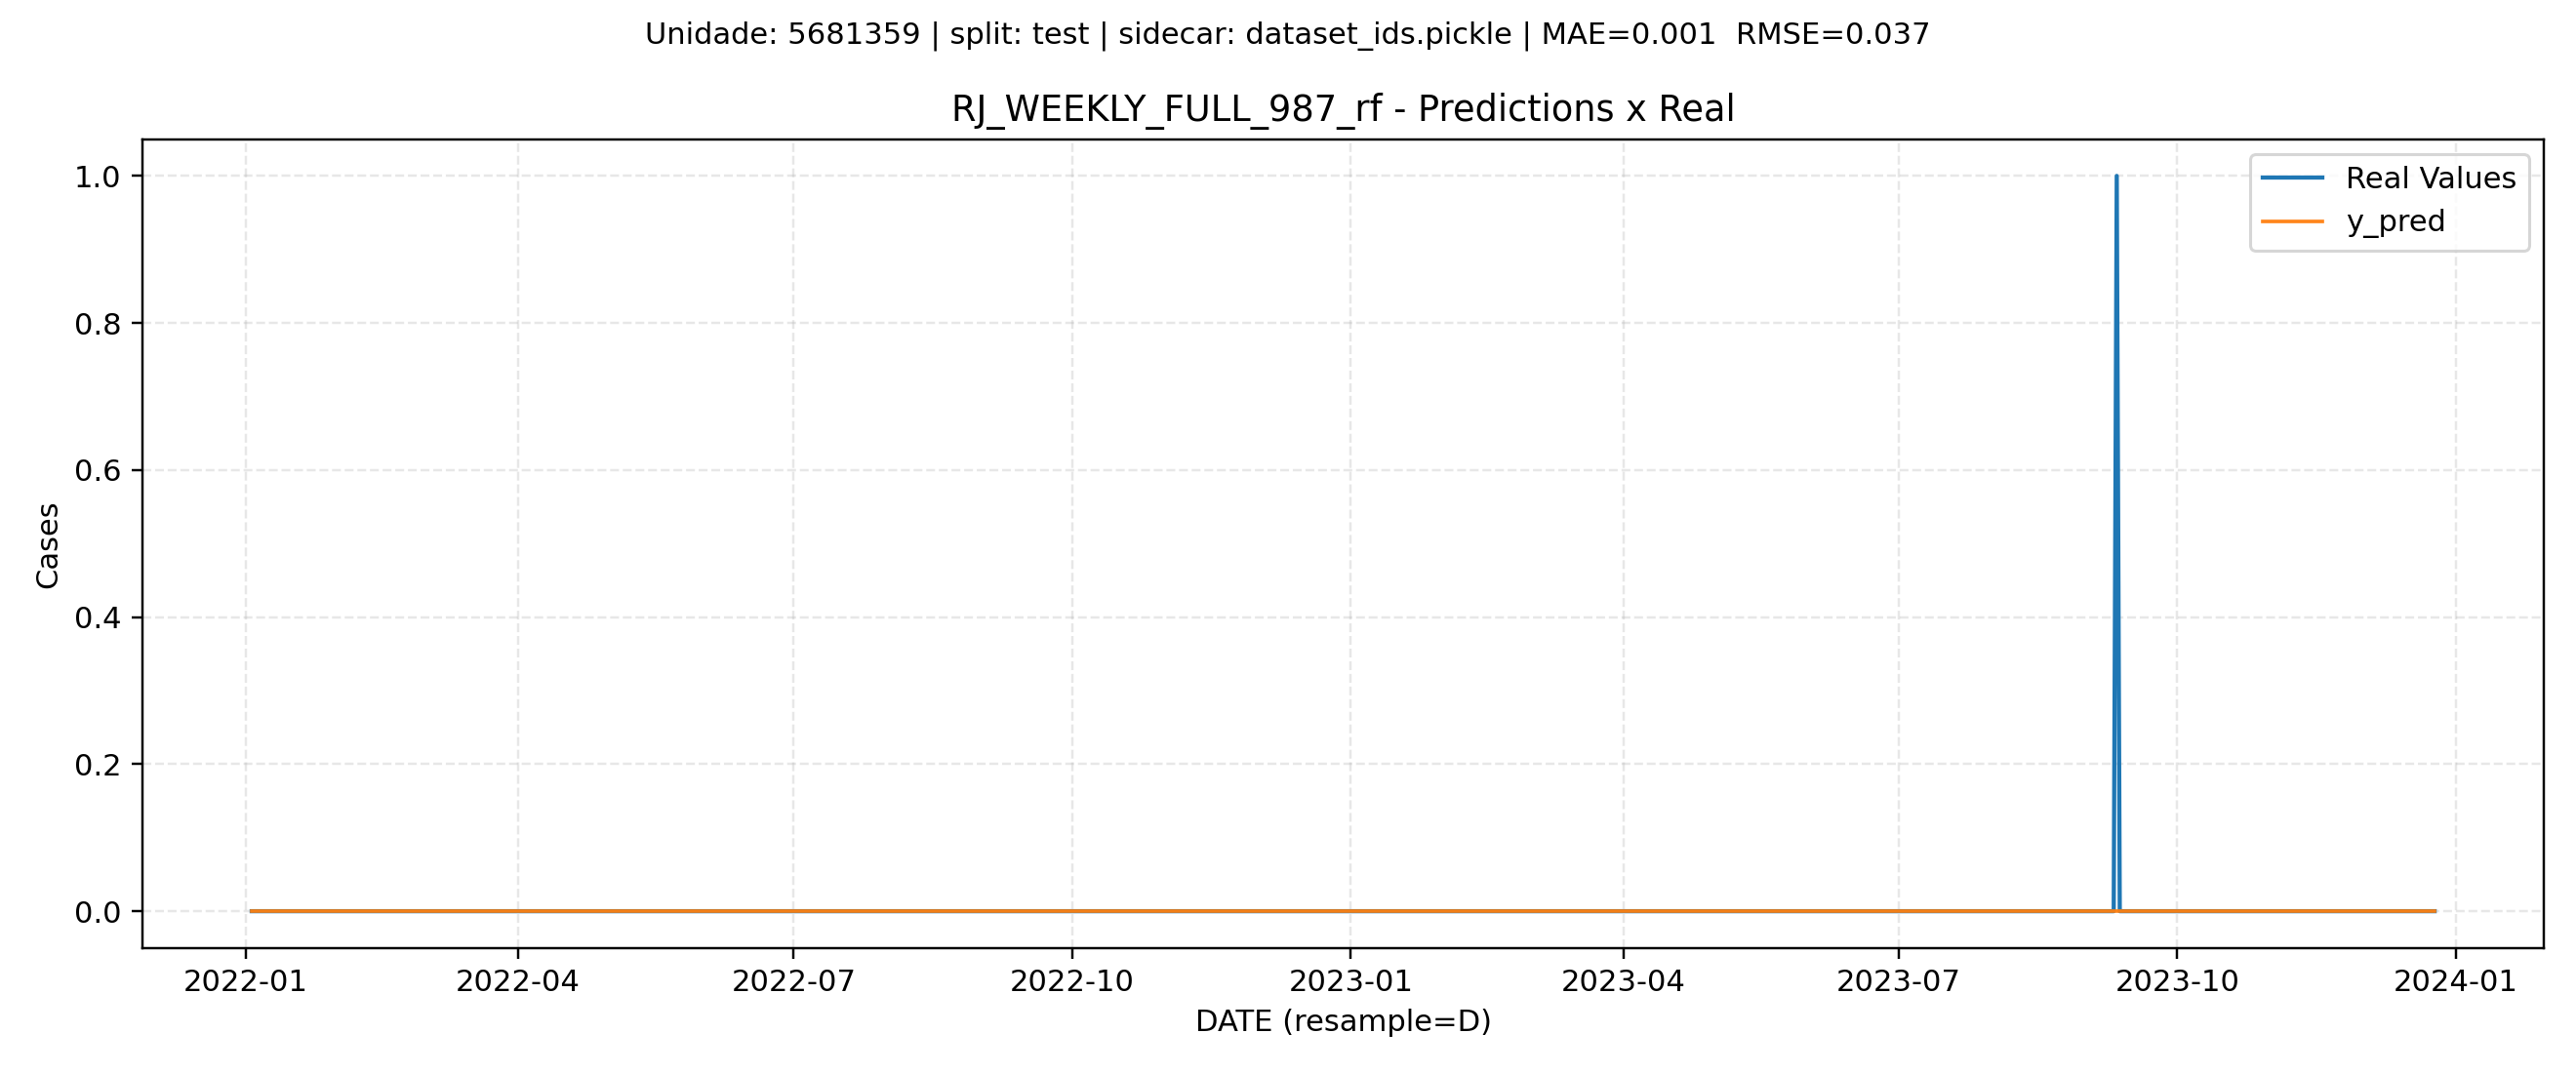 Unidade: 5681359 | split: test | sidecar: dataset_ids.pickle | MAE=0.001  RMSE=0.037
RJ_WEEKLY_FULL_987_rf - Predictions x Real
Real Values
y_pred
1.0
0.8
0.6
0.4
0.2
0.0
Cases
2022-01 2022-04 2022-07 2022-10 2023-01 2023-04 2023-07 2023-10 2024-01
DATE (resample=D)